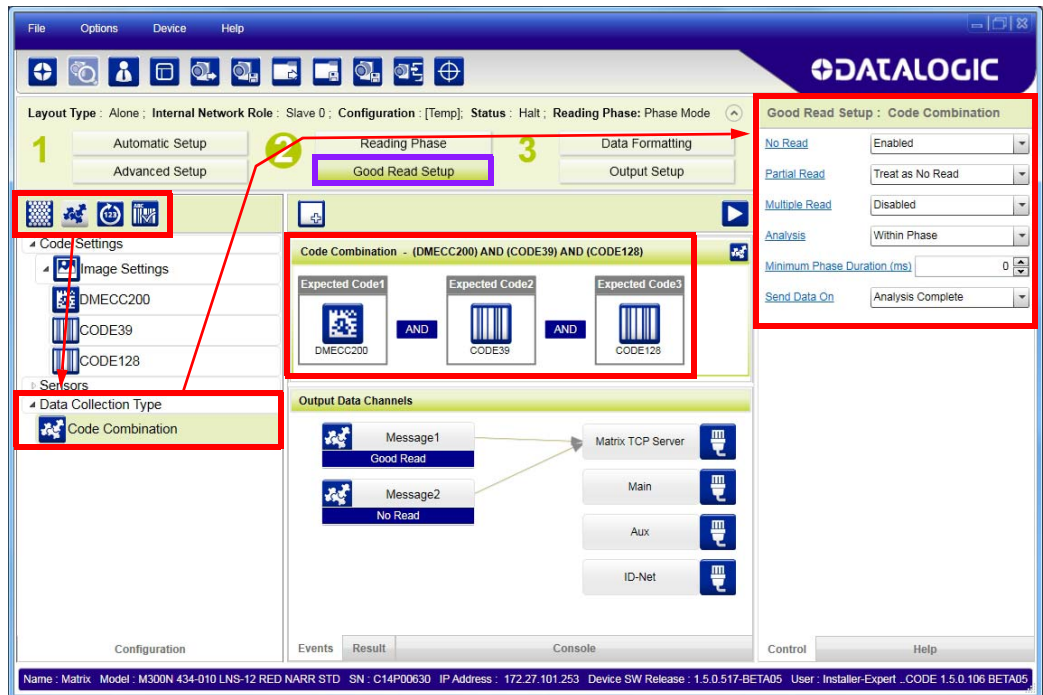 File Options Device Help
DATALOGIC
Layout Type : Alone ; Internal Network Role : Slave 0 ; Configuration : [Temp]; Status : Halt ; Reading Phase: Phase Mode
1 Automatic Setup
Advanced Setup
2 Reading Phase
Good Read Setup
3 Data Formatting
Output Setup
123
ABC
Code Settings
Image Settings
DMECC200
CODE39
CODE128
Sensors
Data Collection Type
Code Combination
Configuration
Code Combination - (DMECC200) AND (CODE39) AND (CODE128)
Expected Code1 Expected Code2 Expected Code3
AND AND
DMECC200 CODE39 CODE128
Output Data Channels
Message1
Good Read
Message2
No Read
Matrix TCP Server
Main
Aux
ID-Net
Events Result Console
Good Read Setup : Code Combination
No Read Enabled
Partial Read Treat as No Read
Multiple Read Disabled
Analysis Within Phase
Minimum Phase Duration (ms) 0
Send Data On Analysis Complete
Control Help
Name : Matrix Model : M300N 434-010 LNS-12 RED NARR STD SN : C14P00630 IP Address : 172.27.101.253 Device SW Release : 1.5.0.517-BETA05 User : Installer-Expert _CODE 1.5.0.106 BETA05